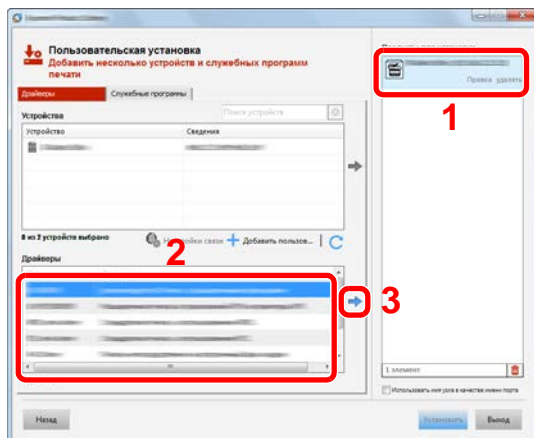 Пользовательская установка
Добавить несколько устройств и служебных программ
печати
Драйверы
Служебные программы
Устройства
Поиск устройств
Устройство
Сведения
0 из 2 устройств выбрано
связи
Добавить пользов...
Драйверы
Правка удалить
1
2
3
1 элемент
Использовать имя узла в качестве имени порта
Назад
Установить
Выход